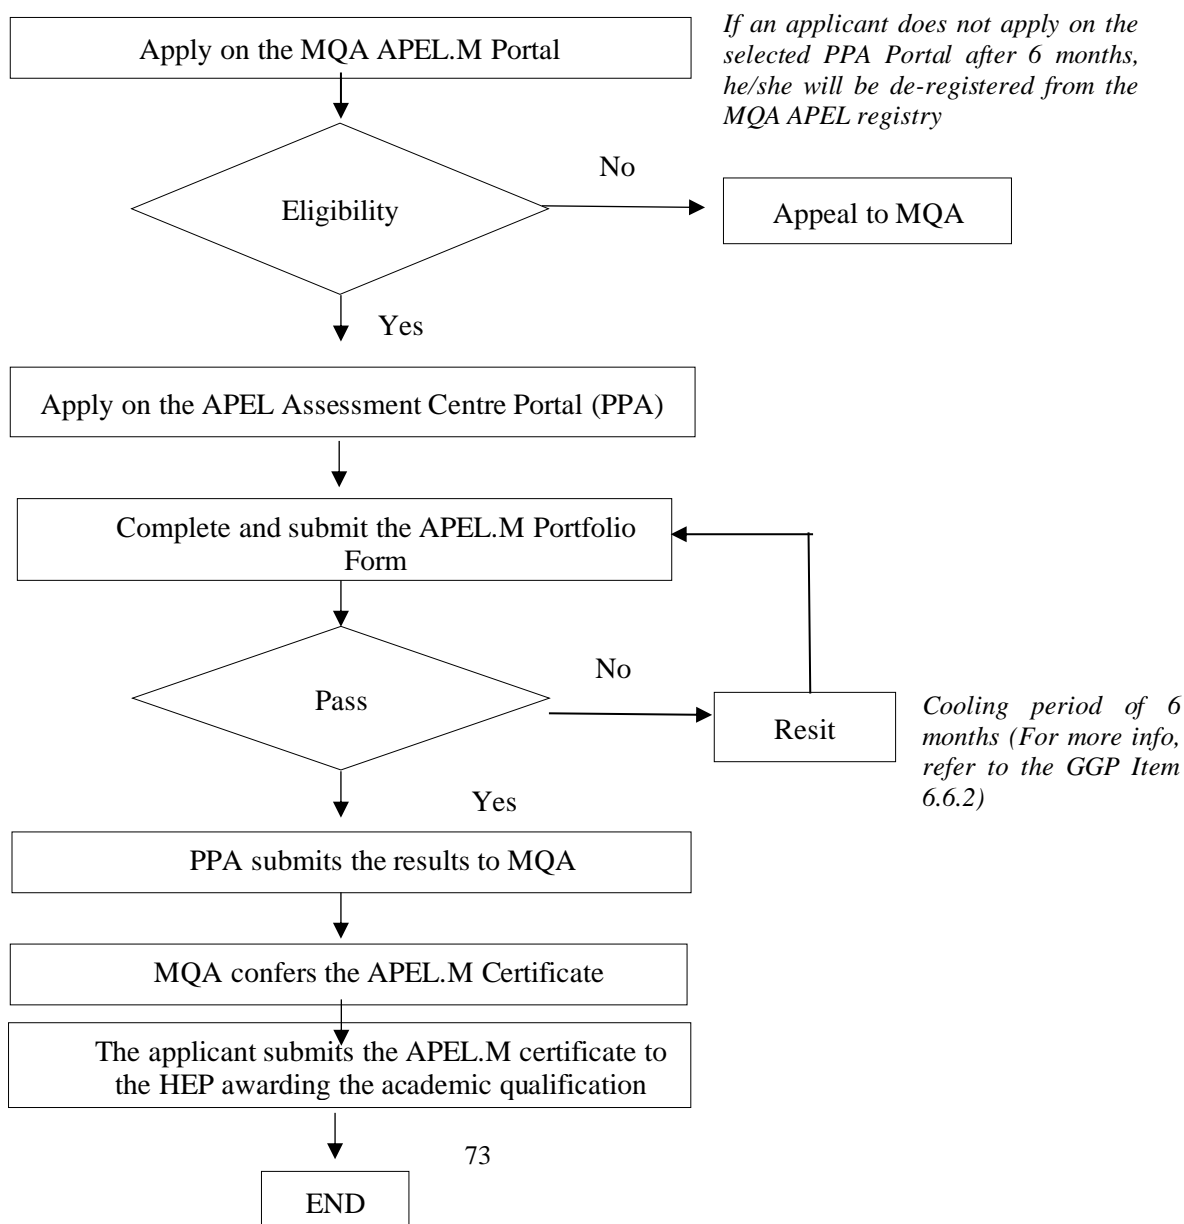 Apply on the MQA APEL.M Portal
If an applicant does not apply on the
selected PPA Portal after 6 months,
he/she will be de-registered from the
MQA APEL registry
Eligibility
No
Appeal to MQA
Yes
Apply on the APEL Assessment Centre Portal (PPA)
Complete and submit the APEL.M Portfolio
Form
Pass
No
Resit
Cooling period of 6
months (For more info,
refer to the GGP Item
6.6.2)
Yes
PPA submits the results to MQA
MQA confers the APEL.M Certificate
The applicant submits the APEL.M certificate to
the HEP awarding the academic qualification
73
END